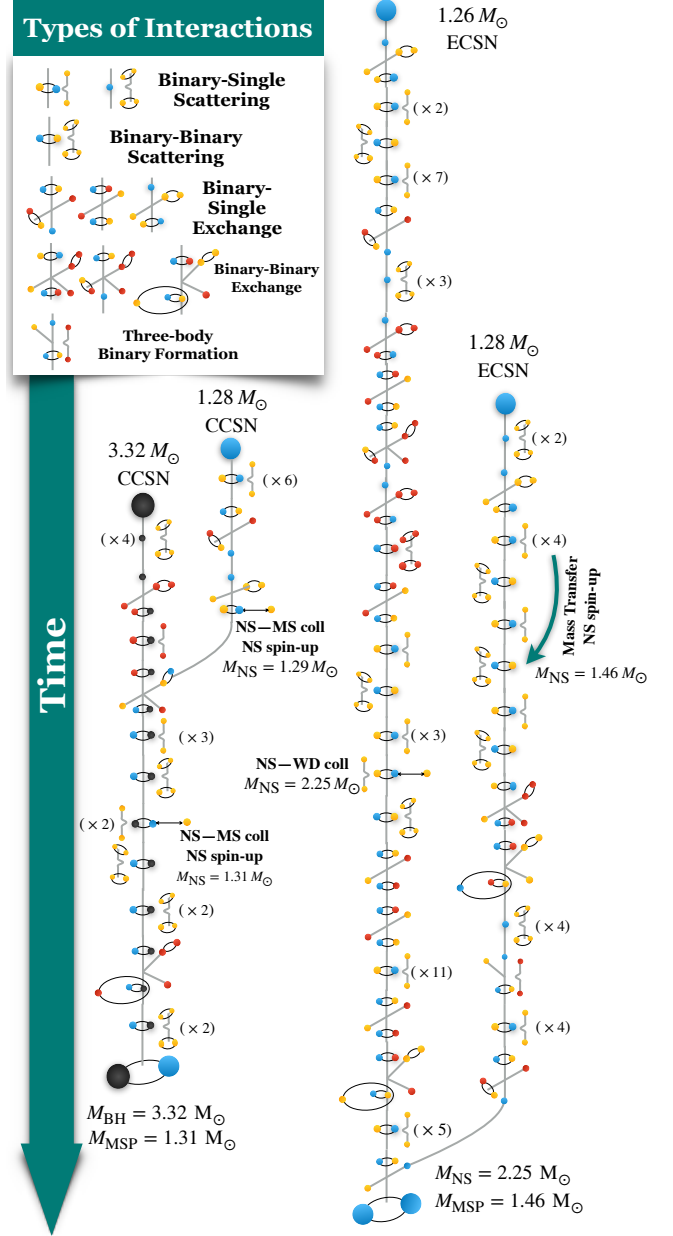 Types of Interactions
Binary-Single
Scattering
Binary-Binary
Scattering
Binary-
Single
Exchange
Binary-Binary
Exchange
Three-body
Binary Formation
Time
3.32 M⊙
CCSN
(×4)
(×3)
(×2)
NS—MS coll
NS spin-up
M_NS = 1.31 M⊙
(×2)
(×2)
M_BH = 3.32 M⊙
M_MSP = 1.31 M⊙
1.28 M⊙
CCSN
(×6)
NS—MS coll
NS spin-up
M_NS = 1.29 M⊙
1.26 M⊙
ECSN
(×2)
(×7)
(×3)
(×3)
NS—WD coll
M_NS = 2.25 M⊙
(×11)
(×5)
1.28 M⊙
ECSN
(×2)
(×4)
Mass Transfer
NS spin-up
M_NS = 1.46 M⊙
(×4)
(×4)
M_NS = 2.25 M⊙
M_MSP = 1.46 M⊙